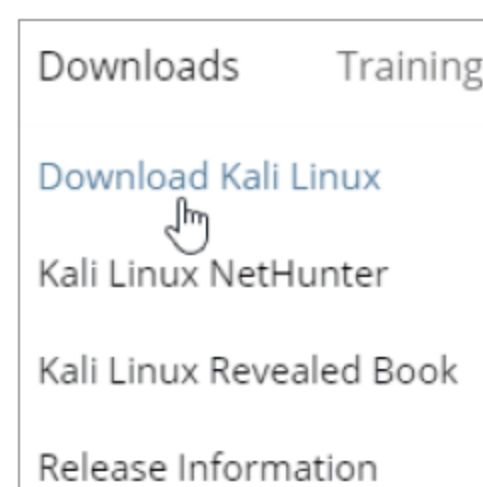 Downloads Training
Download Kali Linux
Kali Linux NetHunter
Kali Linux Revealed Book
Release Information